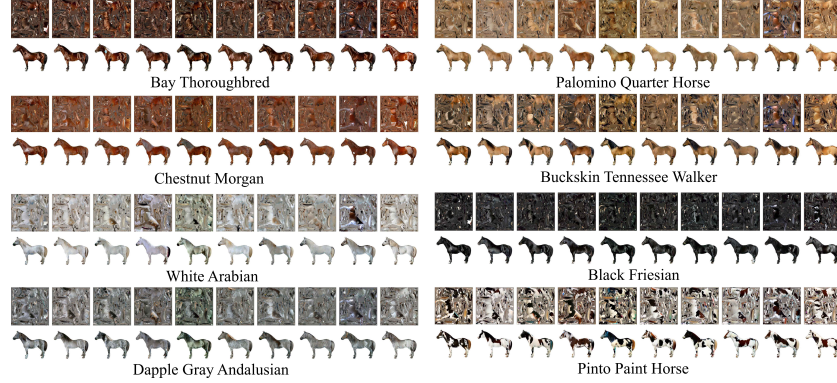 Bay Thoroughbred
Palomino Quarter Horse
Chestnut Morgan
Buckskin Tennessee Walker
White Arabian
Black Friesian
Dapple Gray Andalusian
Pinto Paint Horse